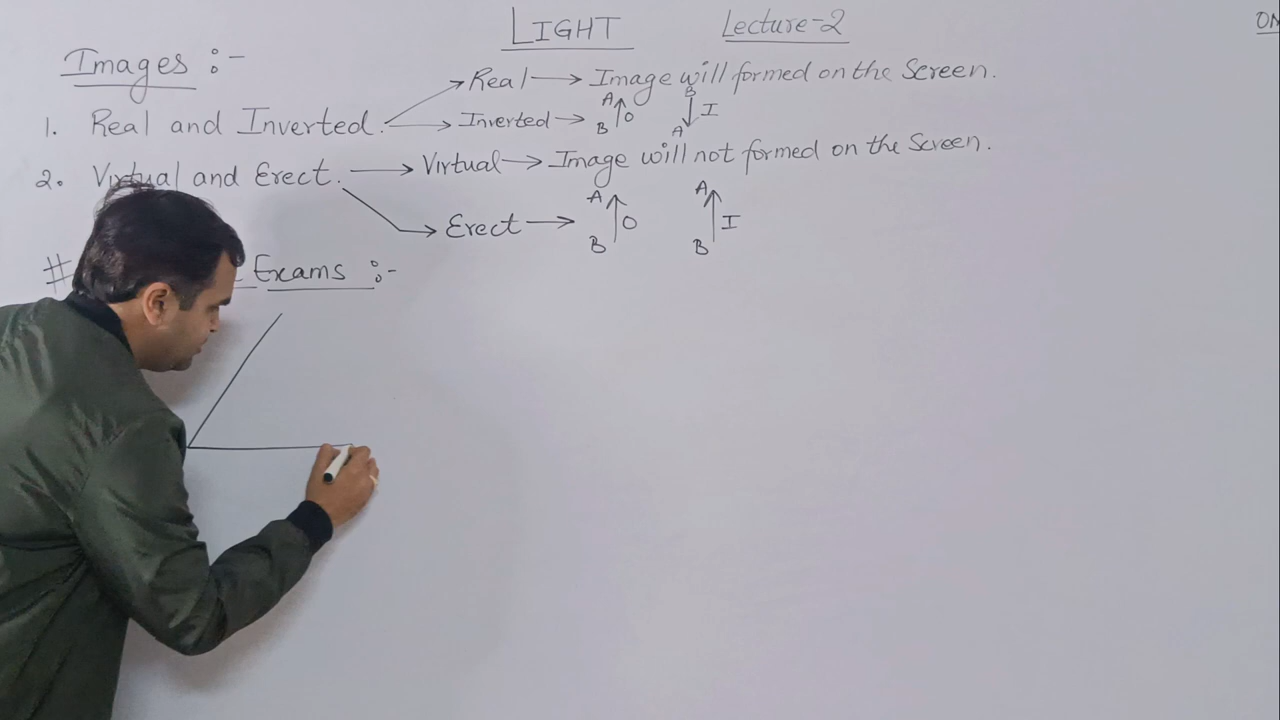 LIGHT Lecture-2
Images :-
Real → Image will formed on the Screen.
1. Real and Inverted. Inverted → A B O B A I
2. Virtual and Erect. → Virtual → Image will not formed on the Screen.
Erect → A B O A B I
# Exams :-